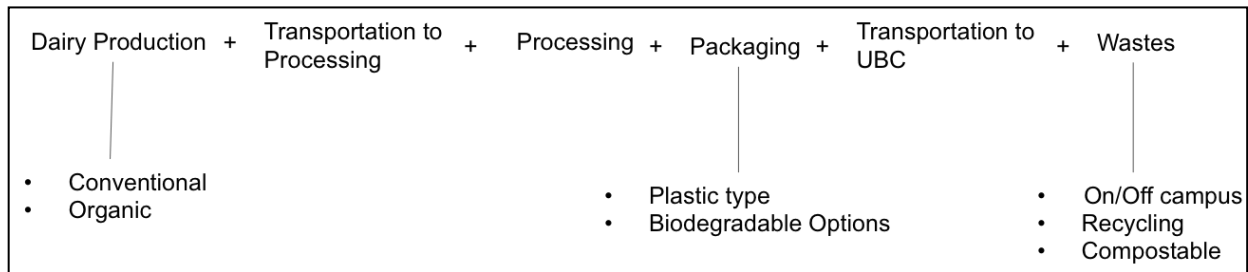 Dairy Production + Transportation to Processing + Processing + Packaging + Transportation to UBC + Wastes
• Conventional
• Organic
• Plastic type
• Biodegradable Options
• On/Off campus
• Recycling
• Compostable